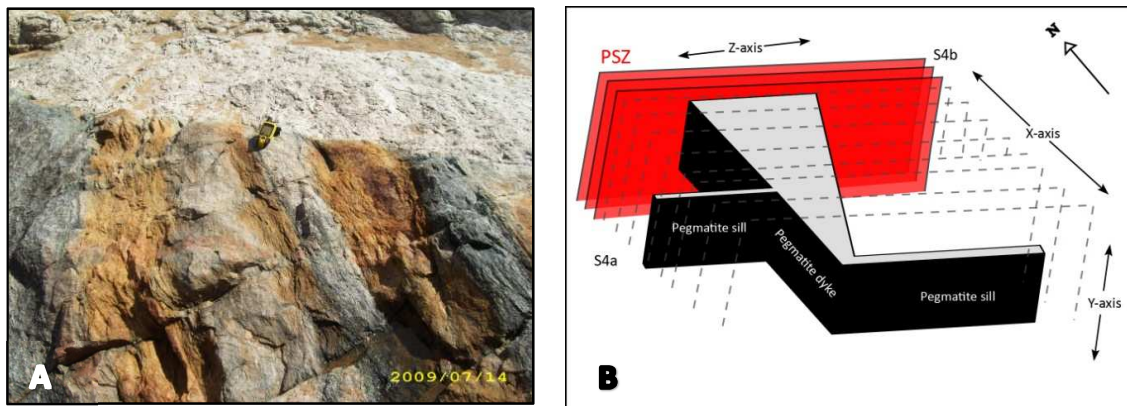 A
2009/07/14
PSZ
Z-axis
S4b
N
X-axis
Pegmatite sill
S4a
Pegmatite dyke
Pegmatite sill
Y-axis
B